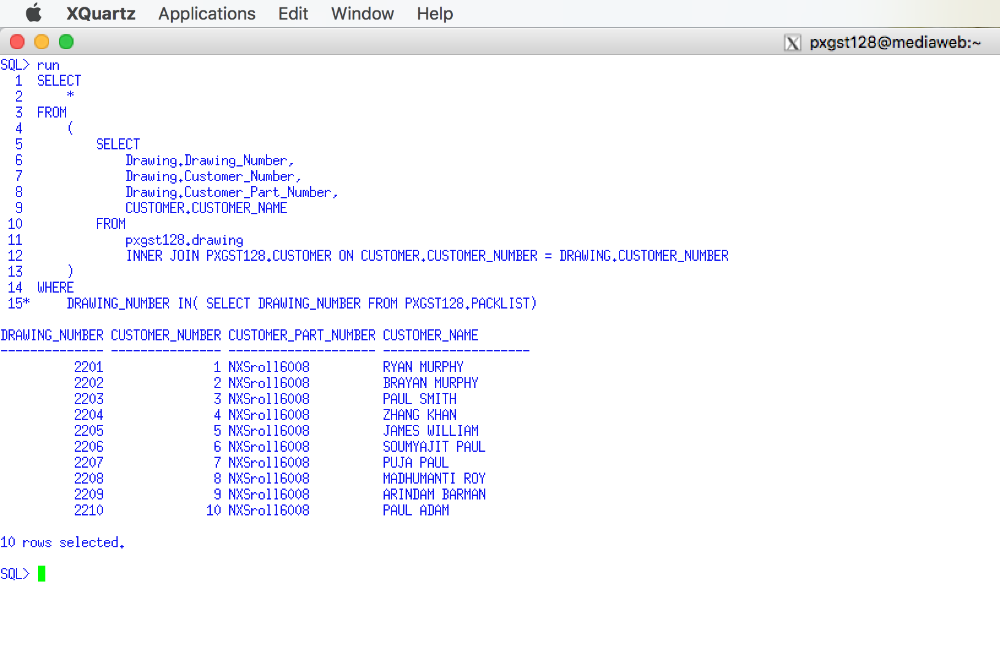 XQuartz Applications Edit Window Help
pxgst128@mediaweb:~
SQL> run
  1  SELECT
  2      *
  3  FROM
  4      (
  5          SELECT
  6              Drawing.Drawing_Number,
  7              Drawing.Customer_Number,
  8              Drawing.Customer_Part_Number,
  9              CUSTOMER.CUSTOMER_NAME
 10          FROM
 11              pxgst128.drawing
 12              INNER JOIN PXGST128.CUSTOMER ON CUSTOMER.CUSTOMER_NUMBER = DRAWING.CUSTOMER_NUMBER
 13      )
 14  WHERE
 15*     DRAWING_NUMBER IN( SELECT DRAWING_NUMBER FROM PXGST128.PACKLIST)
DRAWING_NUMBER CUSTOMER_NUMBER CUSTOMER_PART_NUMBER CUSTOMER_NAME
-------------- --------------- -------------------- --------------------
          2201               1 NXSroll6008          RYAN MURPHY
          2202               2 NXSroll6008          BRAYAN MURPHY
          2203               3 NXSroll6008          PAUL SMITH
          2204               4 NXSroll6008          ZHANG KHAN
          2205               5 NXSroll6008          JAMES WILLIAM
          2206               6 NXSroll6008          SOUMYAJIT PAUL
          2207               7 NXSroll6008          PUJA PAUL
          2208               8 NXSroll6008          MADHUMANTI ROY
          2209               9 NXSroll6008          ARINDAM BARMAN
          2210              10 NXSroll6008          PAUL ADAM
10 rows selected.
SQL>